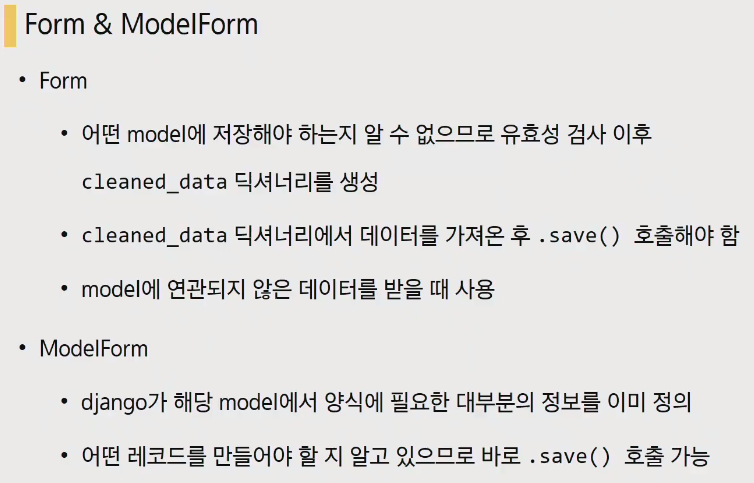 Form & ModelForm
• Form
• 어떤 model에 저장해야 하는지 알 수 없으므로 유효성 검사 이후
cleaned_data 딕셔너리를 생성
• cleaned_data 딕셔너리에서 데이터를 가져온 후 .save() 호출해야 함
• model에 연관되지 않은 데이터를 받을 때 사용
• ModelForm
• django가 해당 model에서 양식에 필요한 대부분의 정보를 이미 정의
• 어떤 레코드를 만들어야 할 지 알고 있으므로 바로 .save() 호출 가능